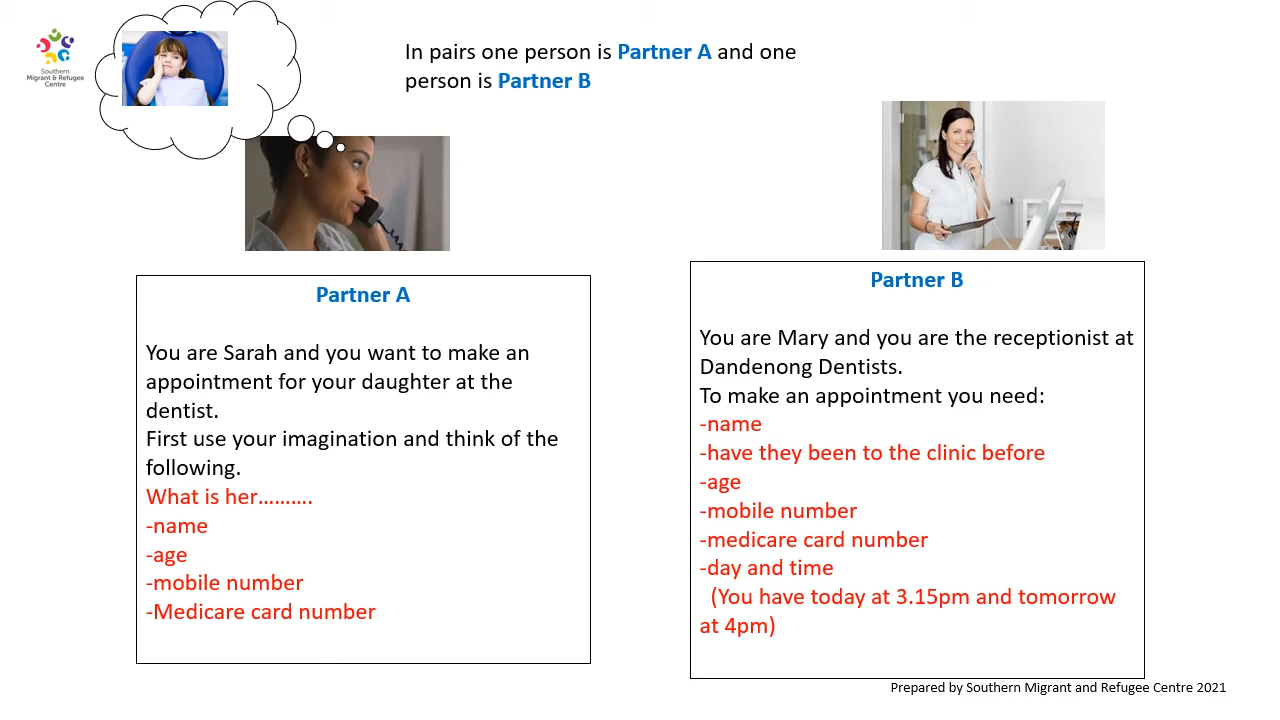 Southern
Migrant & Refugee
Centre
In pairs one person is Partner A and one
person is Partner B
Partner A
You are Sarah and you want to make an
appointment for your daughter at the
dentist.
First use your imagination and think of the
following.
What is her……….
-name
-age
-mobile number
-Medicare card number
Partner B
You are Mary and you are the receptionist at
Dandenong Dentists.
To make an appointment you need:
-name
-have they been to the clinic before
-age
-mobile number
-medicare card number
-day and time
(You have today at 3.15pm and tomorrow
at 4pm)
Prepared by Southern Migrant and Refugee Centre 2021